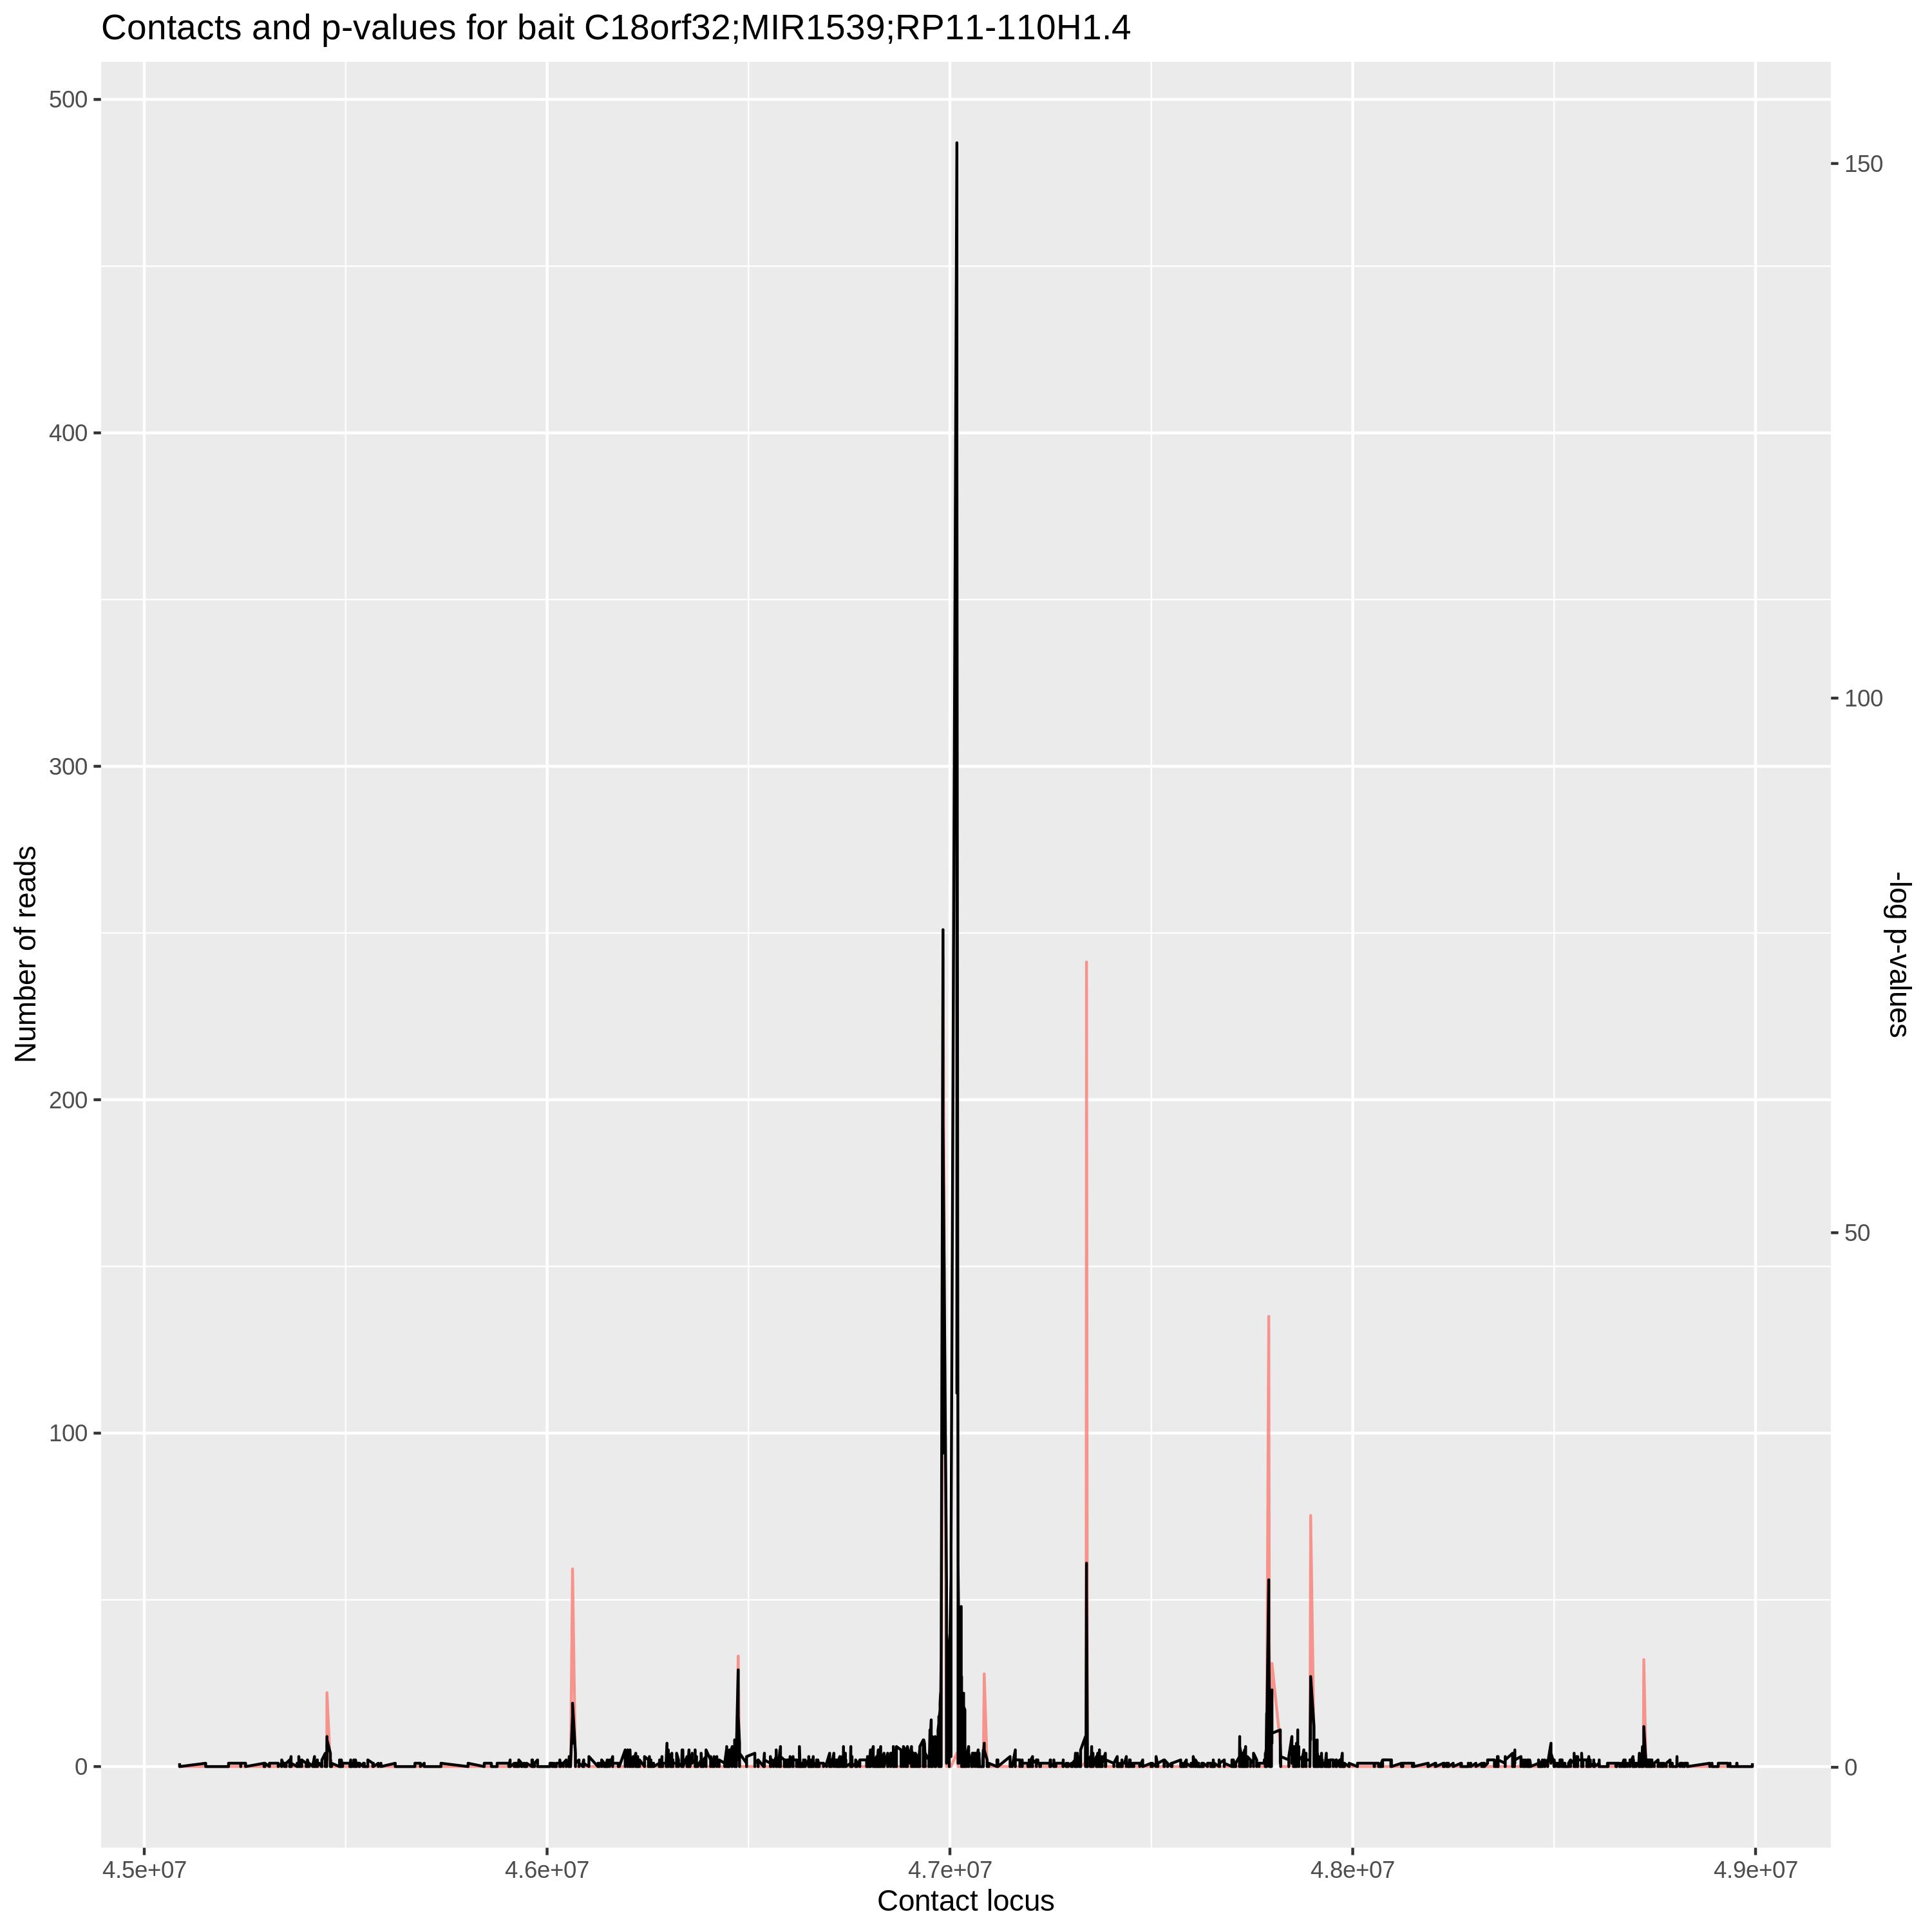 Contacts and p-values for bait C18orf32;MIR1539;RP11-110H1.4
500
400
300
200
100
0
Number of reads
150
100
50
0
-log p-values
4.5e+07
4.6e+07
4.7e+07
4.8e+07
4.9e+07
Contact locus